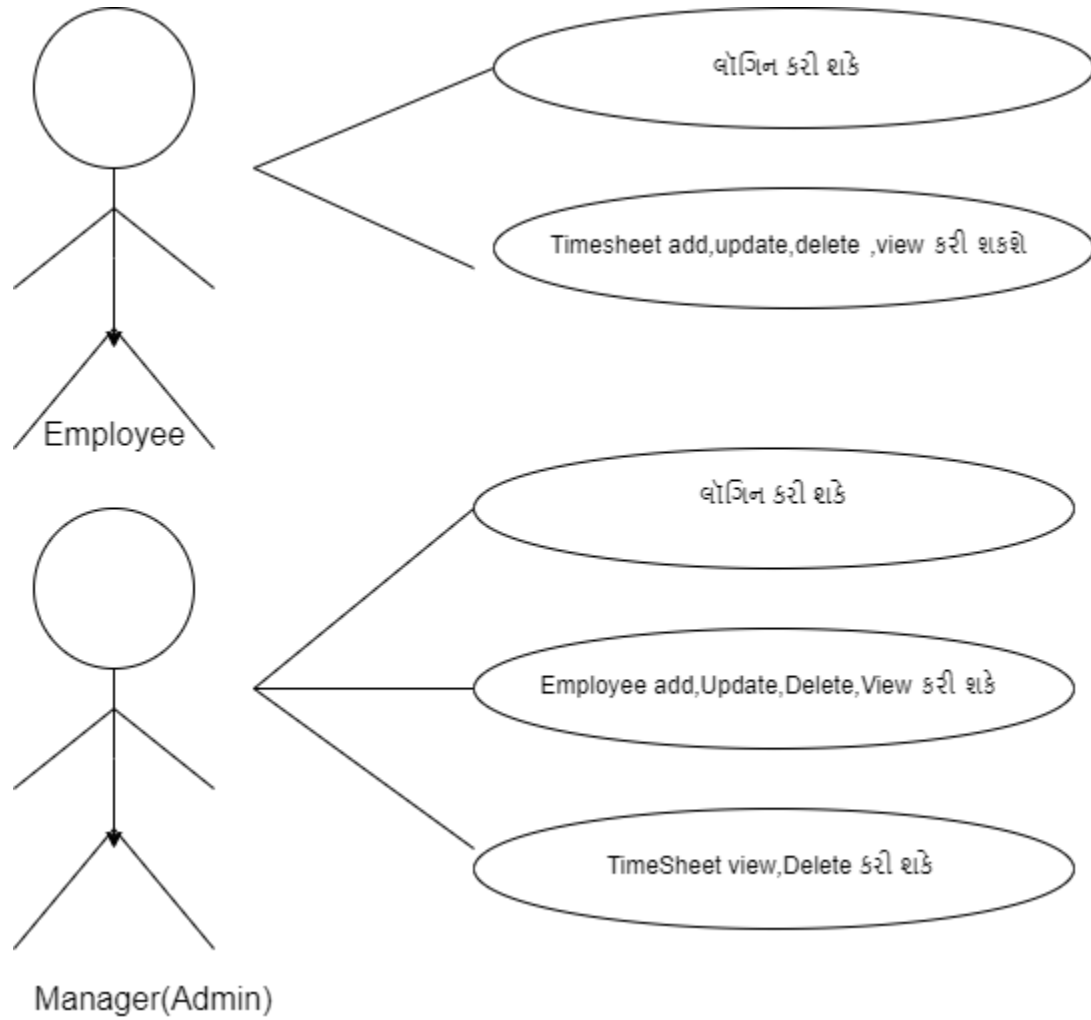 લૉગિન કરી શકે
Timesheet add,update,delete ,view કરી શકશે
Employee
લૉગિન કરી શકે
Employee add,Update,Delete,View કરી શકે
TimeSheet view,Delete કરી શકે
Manager(Admin)